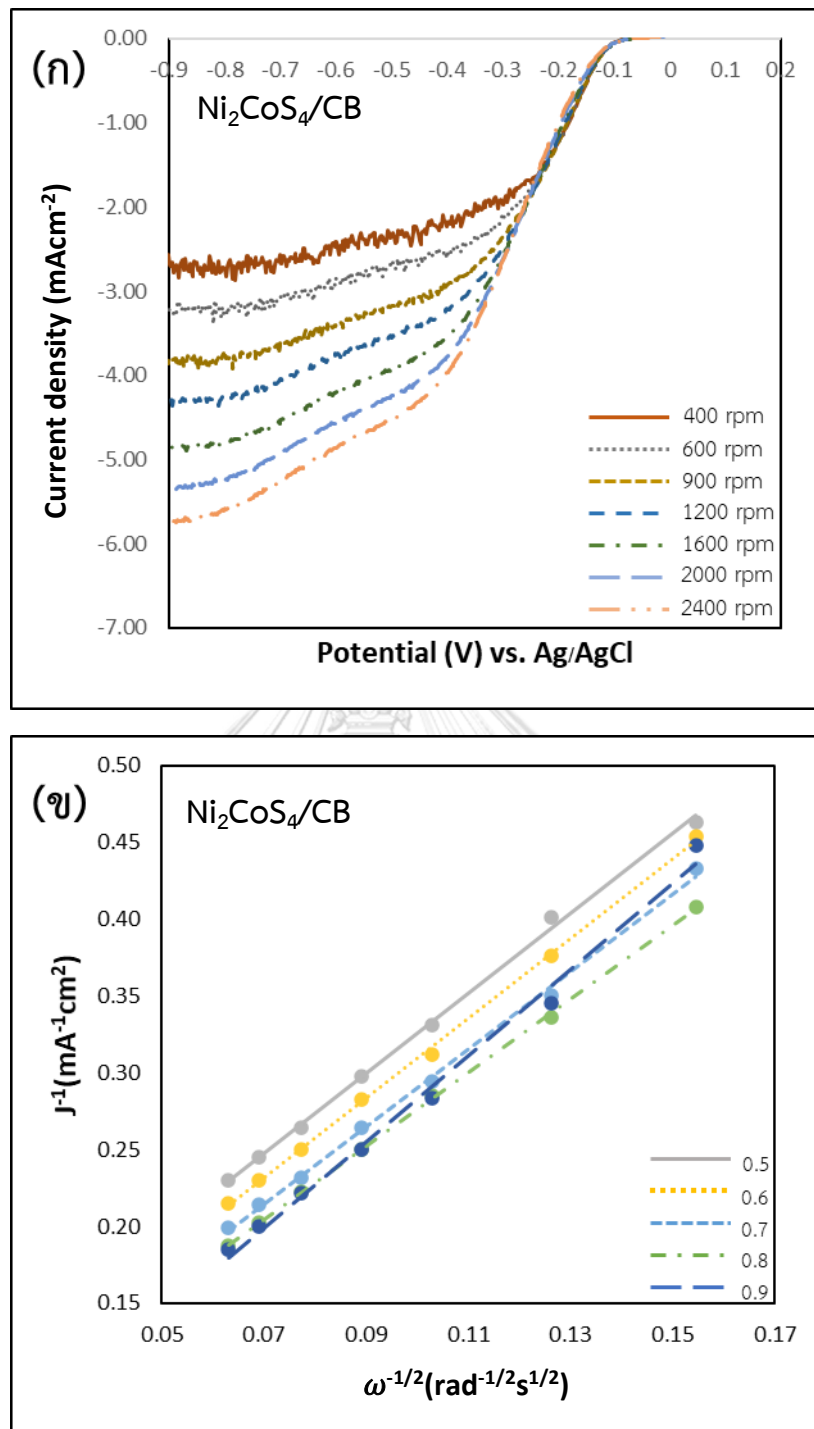 0.00
-0.9 -0.8 -0.7 -0.6 -0.5 -0.4 -0.3 -0.2 -0.1 0 0.1 0.2
(ก)
Ni₂CoS₄/CB
-1.00
-2.00
-3.00
-4.00
-5.00
-6.00
-7.00
Current density (mAcm⁻²)
400 rpm
600 rpm
900 rpm
1200 rpm
1600 rpm
2000 rpm
2400 rpm
Potential (V) vs. Ag/AgCl
(ข)
Ni₂CoS₄/CB
0.50
0.45
0.40
0.35
0.30
0.25
0.20
0.15
J⁻¹(mA⁻¹cm²)
0.5
0.6
0.7
0.8
0.9
0.05 0.07 0.09 0.11 0.13 0.15 0.17
ω⁻¹/²(rad⁻¹/²s¹/²)